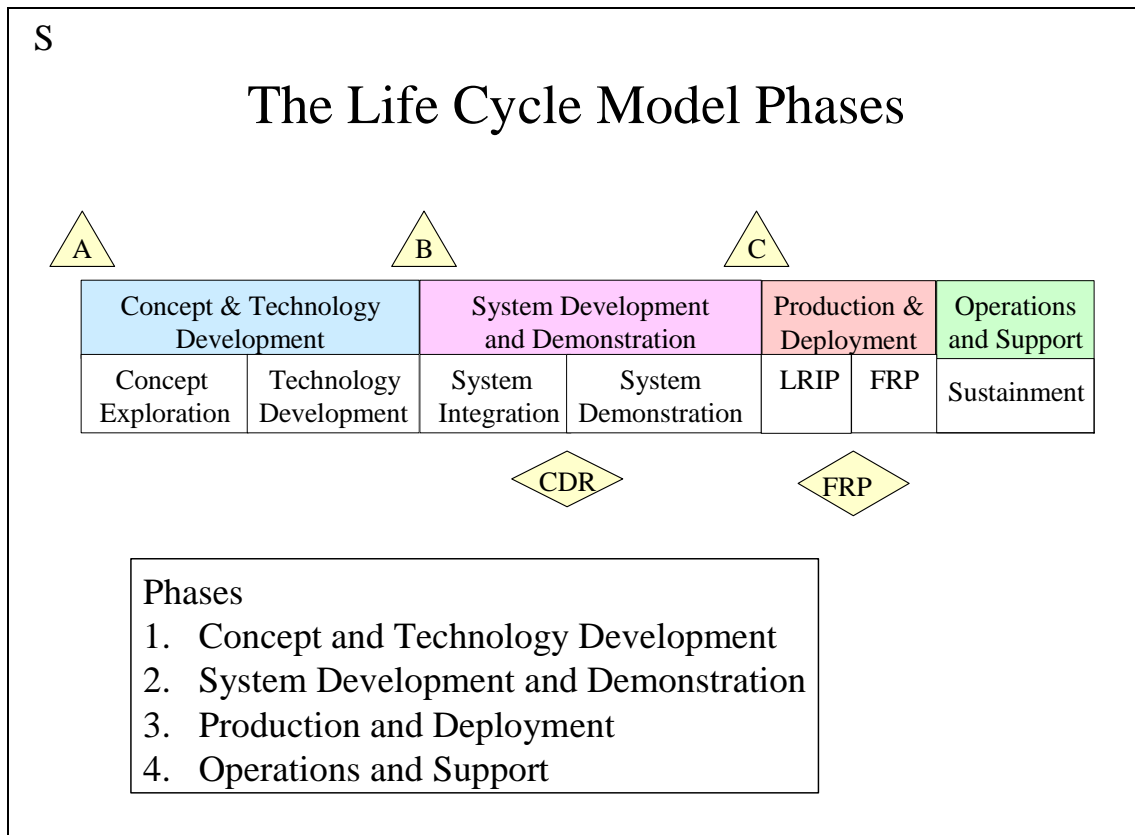 S
The Life Cycle Model Phases
A
B
C
Concept & Technology
Development
System Development
and Demonstration
Production &
Deployment
Operations
and Support
Concept
Exploration
Technology
Development
System
Integration
System
Demonstration
LRIP
FRP
Sustainment
CDR
FRP
Phases
1. Concept and Technology Development
2. System Development and Demonstration
3. Production and Deployment
4. Operations and Support